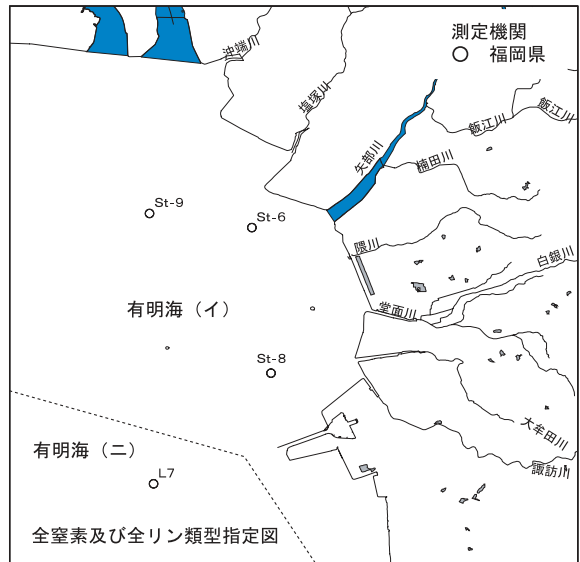 測定機関
○ 福岡県
沖端川
塩塚川
飯江川
飯江川
矢部川
楠田川
St-9
St-6
隈川
白銀川
有明海（イ）
堂面川
St-8
大牟田川
有明海（ニ）
諏訪川
L7
全窒素及び全リン類型指定図